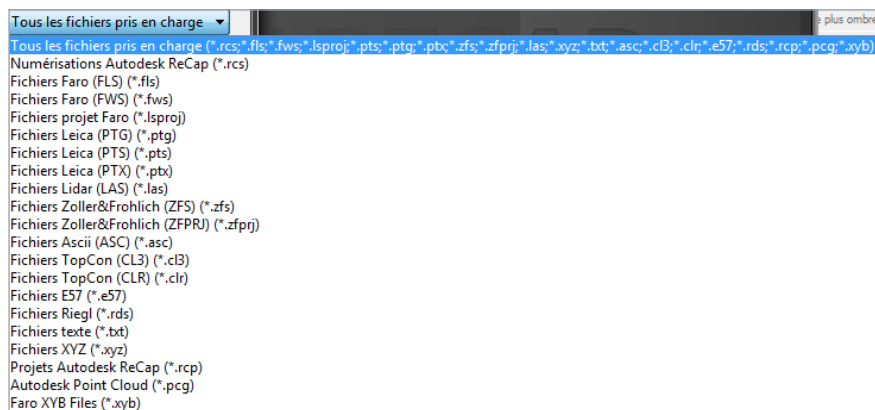 Tous les fichiers pris en charge
plus ombre
Tous les fichiers pris en charge (*.rcs;*.fls;*.fws;*.lsproj;*.pts;*.ptg;*.ptx;*.zfs;*.zfprj;*.las;*.xyz;*.txt;*.asc;*.cl3;*.clr;*.e57;*.rds;*.rcp;*.pcg;*.xyb)
Numérisations Autodesk ReCap (*.rcs)
Fichiers Faro (FLS) (*.fls)
Fichiers Faro (FWS) (*.fws)
Fichiers projet Faro (*.lsproj)
Fichiers Leica (PTG) (*.ptg)
Fichiers Leica (PTS) (*.pts)
Fichiers Leica (PTX) (*.ptx)
Fichiers Lidar (LAS) (*.las)
Fichiers Zoller&Frohlich (ZFS) (*.zfs)
Fichiers Zoller&Frohlich (ZFPRJ) (*.zfprj)
Fichiers Ascii (ASC) (*.asc)
Fichiers TopCon (CL3) (*.cl3)
Fichiers TopCon (CLR) (*.clr)
Fichiers E57 (*.e57)
Fichiers Riegl (*.rds)
Fichiers texte (*.txt)
Fichiers XYZ (*.xyz)
Projets Autodesk ReCap (*.rcp)
Autodesk Point Cloud (*.pcg)
Faro XYB Files (*.xyb)